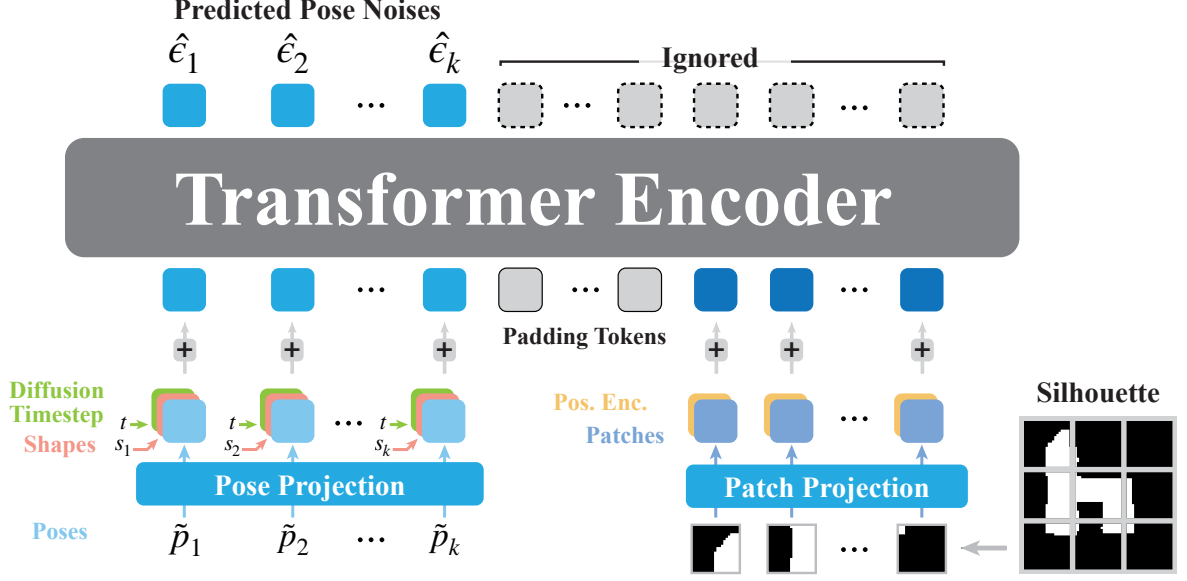 Predicted Pose Noises
ϵ̂₁ ϵ̂₂ ϵ̂ₖ Ignored
... ... ...
Transformer Encoder
... ... ...
Padding Tokens
+ + + + + +
Diffusion Timestep
Shapes
t s₁ t s₂ ... t sₖ
Pos. Enc.
Patches
...
Silhouette
Pose Projection
Patch Projection
Poses p̃₁ p̃₂ ... p̃ₖ
...